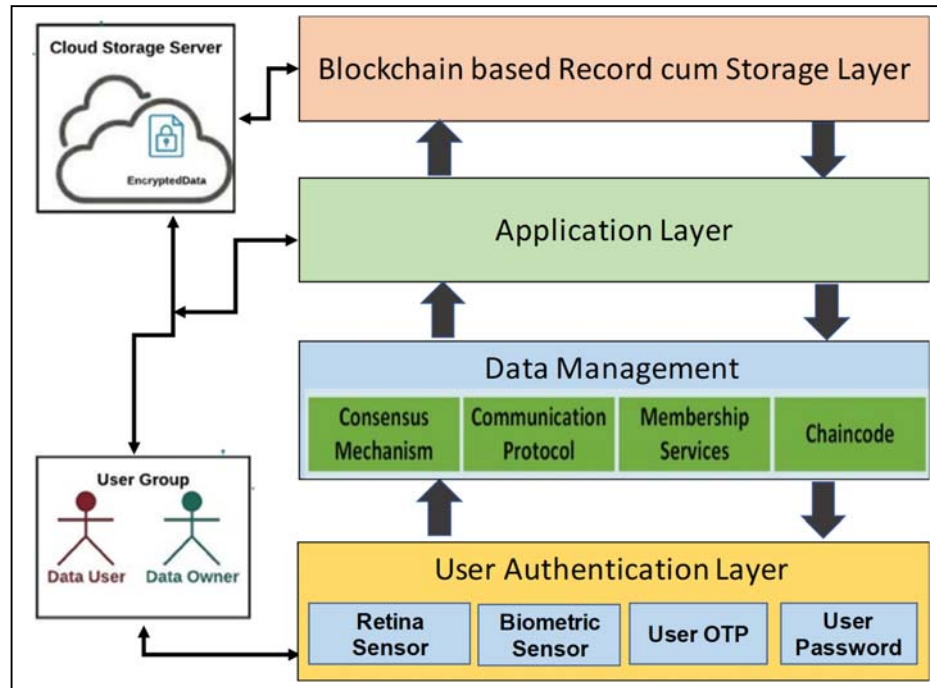 Cloud Storage Server
EncryptedData
Blockchain based Record cum Storage Layer
Application Layer
Data Management
Consensus
Mechanism
Communication
Protocol
Membership
Services
Chaincode
User Group
Data User
Data Owner
User Authentication Layer
Retina
Sensor
Biometric
Sensor
User OTP
User
Password